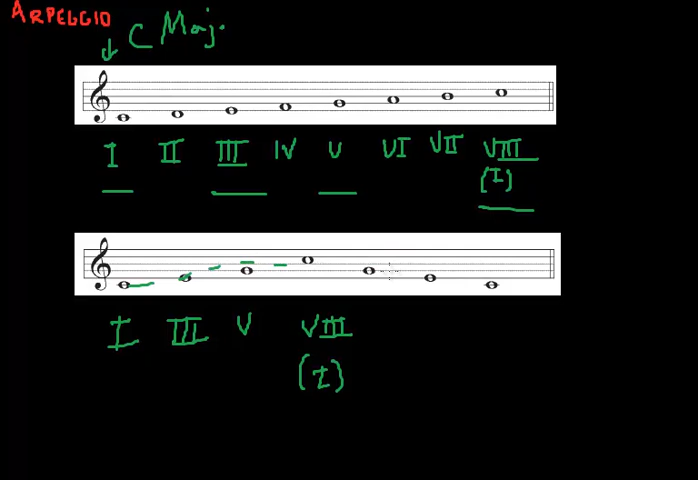 ARPEGGIO
C Maj.
I II III IV V VI VII VIII
(I)
I III V VIII
(I)